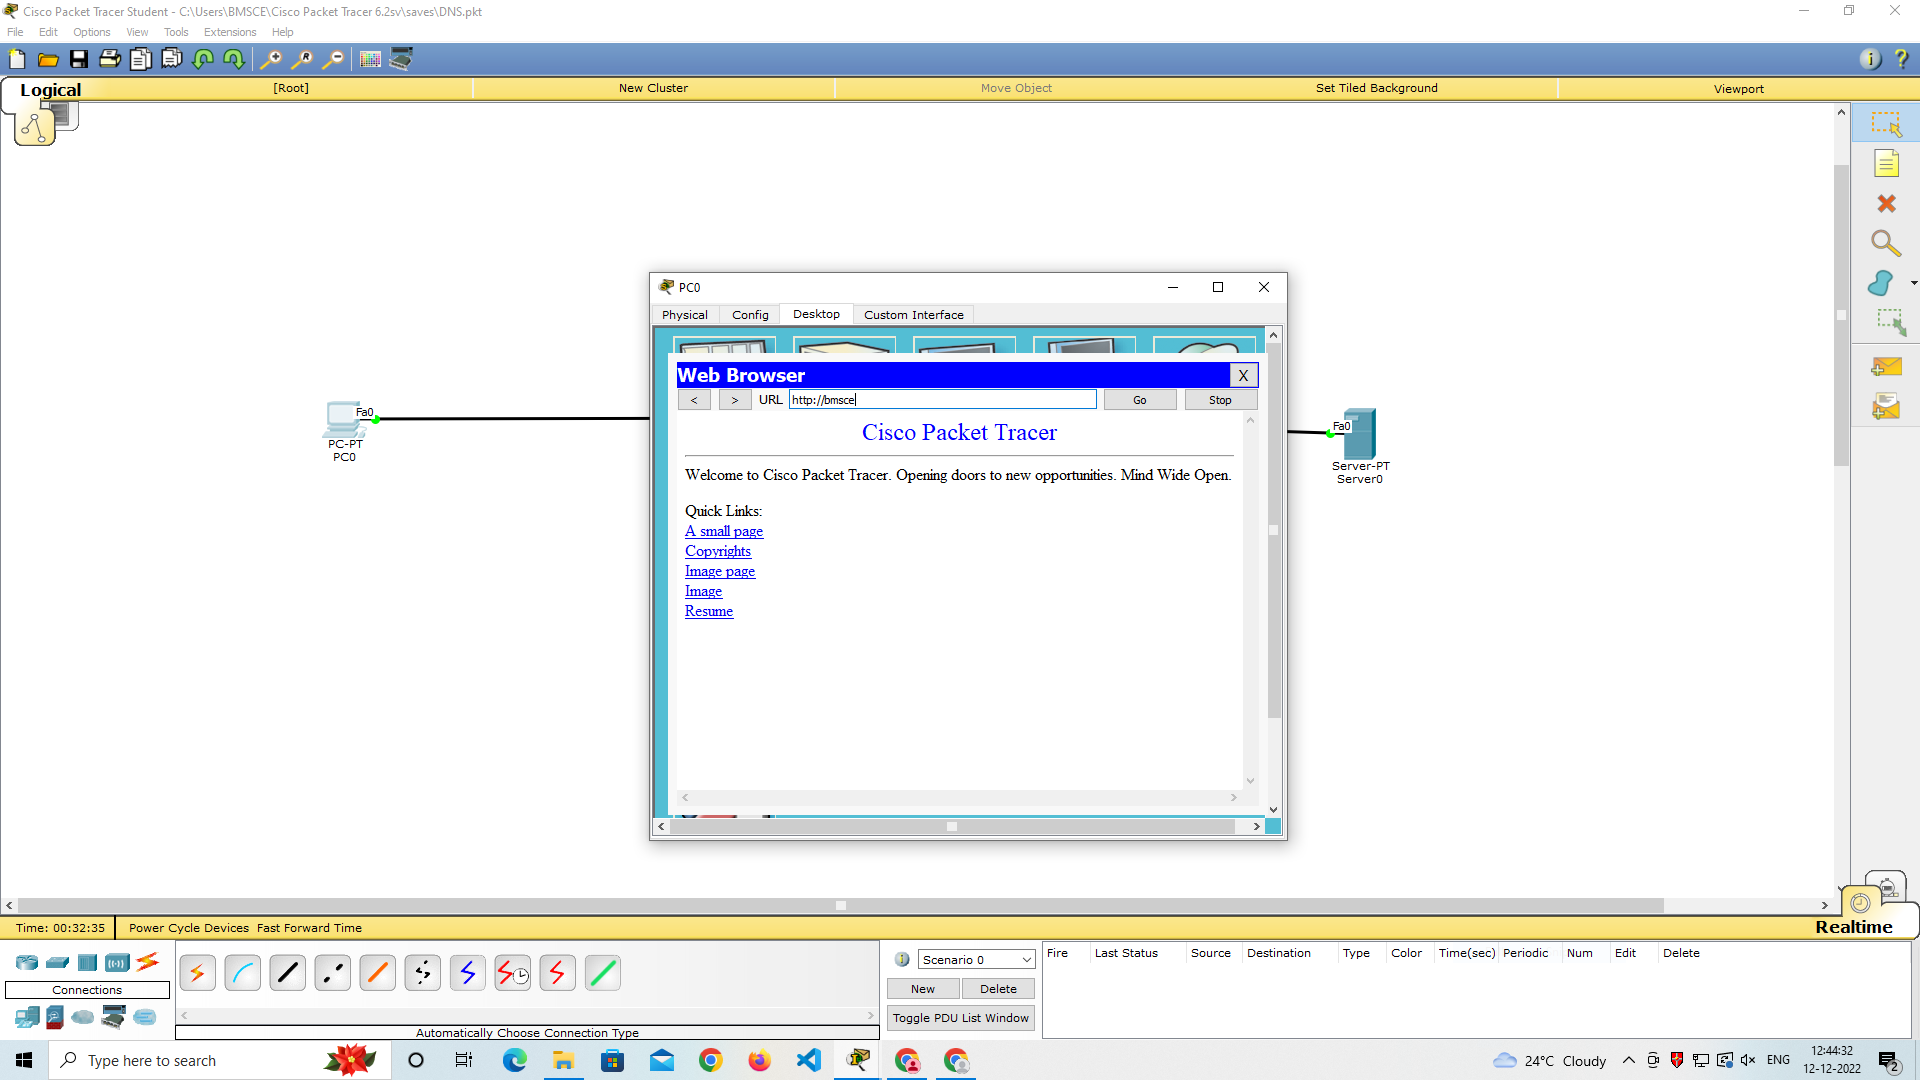 Cisco Packet Tracer Student - C:\Users\BMSCE\Cisco Packet Tracer 6.2sv\saves\DNS.pkt
File Edit Options View Tools Extensions Help
Logical [Root] New Cluster Move Object Set Tiled Background Viewport
PC0
Physical Config Desktop Custom Interface
Web Browser X
< > URL http://bmsce Go Stop
Cisco Packet Tracer
Welcome to Cisco Packet Tracer. Opening doors to new opportunities. Mind Wide Open.
Quick Links:
A small page
Copyrights
Image page
Image
Resume
Fa0
PC-PT
PC0
Fa0
Server-PT
Server0
Time: 00:32:35 Power Cycle Devices Fast Forward Time Realtime
Connections
Automatically Choose Connection Type
Scenario 0
New Delete
Toggle PDU List Window
Fire Last Status Source Destination Type Color Time(sec) Periodic Num Edit Delete
Type here to search
24°C Cloudy ENG
12:44:32
12-12-2022
2